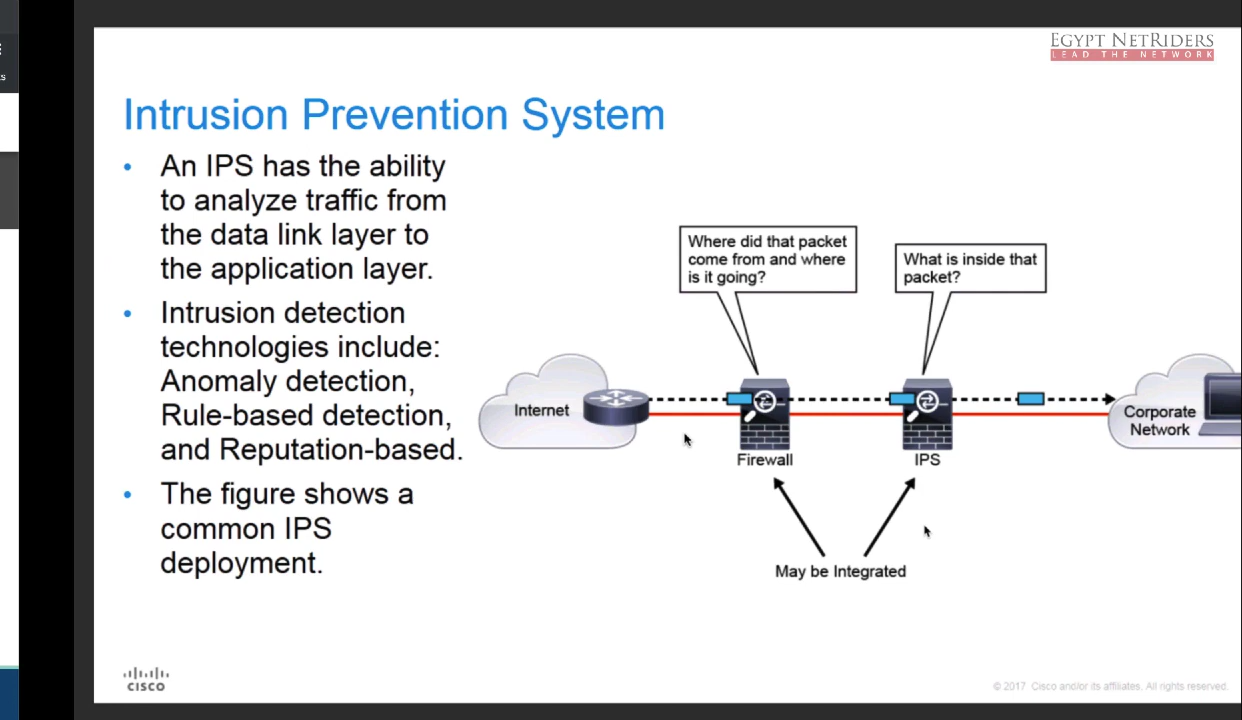 EGYPT NETRIDERS
LEAD THE NETWORK
s
Intrusion Prevention System
• An IPS has the ability
to analyze traffic from
the data link layer to
the application layer.
• Intrusion detection
technologies include:
Anomaly detection,
Rule-based detection,
and Reputation-based.
• The figure shows a
common IPS
deployment.
Where did that packet
come from and where
is it going?
What is inside that
packet?
Internet
Corporate
Network
Firewall
IPS
May be Integrated
CISCO
© 2017 Cisco and/or its affiliates. All rights reserved.